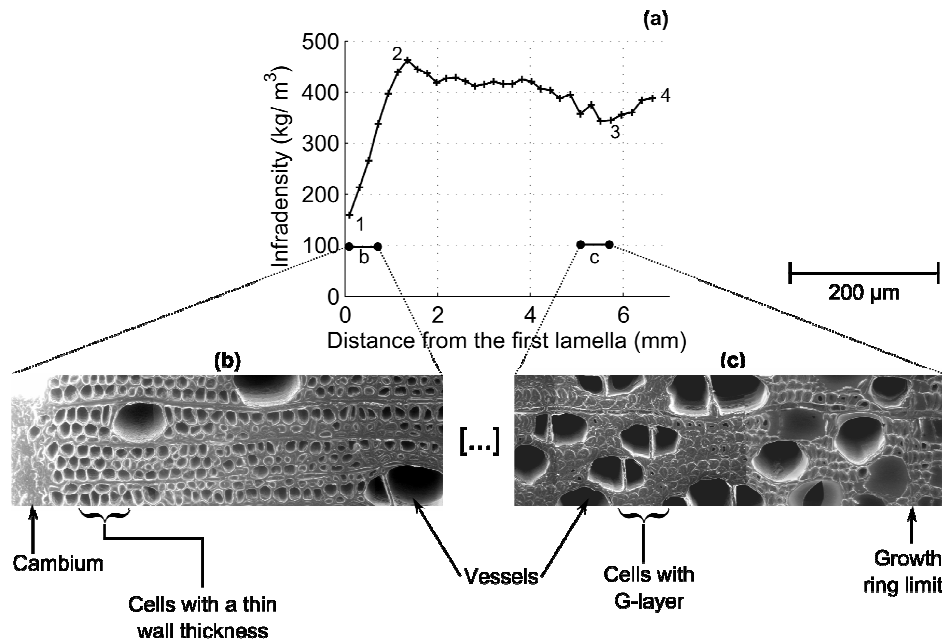 (a)
500
400
300
200
100
0
Infradensity (kg/ m³)
2
1
3
4
b
c
0
2
4
6
Distance from the first lamella (mm)
200 µm
(b)
(c)
[...]
Cambium
Cells with a thin
wall thickness
Vessels
Cells with
G-layer
Growth
ring limit